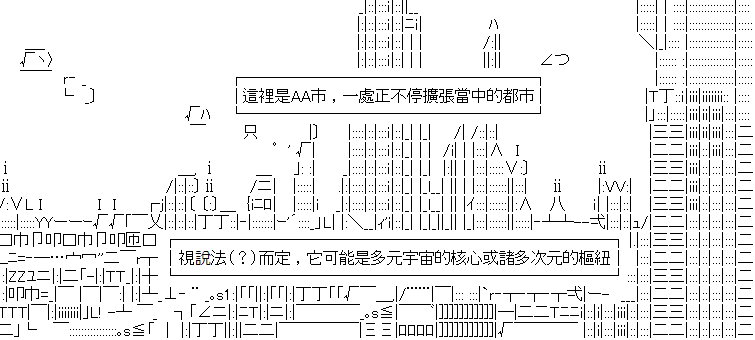 這裡是AA市，一處正不停擴張當中的都市
視說法(？)而定，它可能是多元宇宙的核心或諸多次元的樞紐